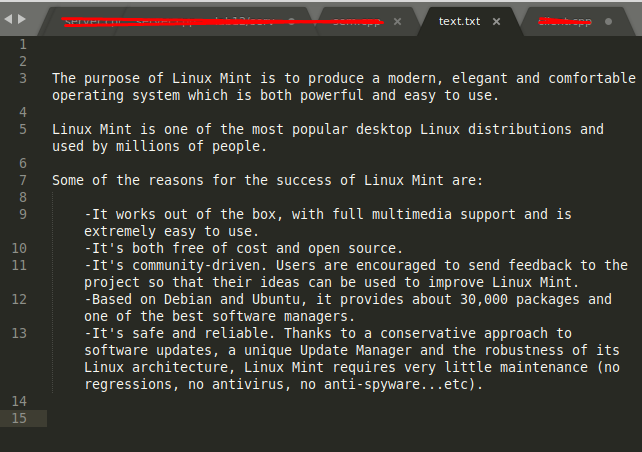 text.txt
1
2
3 The purpose of Linux Mint is to produce a modern, elegant and comfortable
operating system which is both powerful and easy to use.
4
5 Linux Mint is one of the most popular desktop Linux distributions and
used by millions of people.
6
7 Some of the reasons for the success of Linux Mint are:
8
9 -It works out of the box, with full multimedia support and is
extremely easy to use.
10 -It's both free of cost and open source.
11 -It's community-driven. Users are encouraged to send feedback to the
project so that their ideas can be used to improve Linux Mint.
12 -Based on Debian and Ubuntu, it provides about 30,000 packages and
one of the best software managers.
13 -It's safe and reliable. Thanks to a conservative approach to
software updates, a unique Update Manager and the robustness of its
Linux architecture, Linux Mint requires very little maintenance (no
regressions, no antivirus, no anti-spyware...etc).
14
15